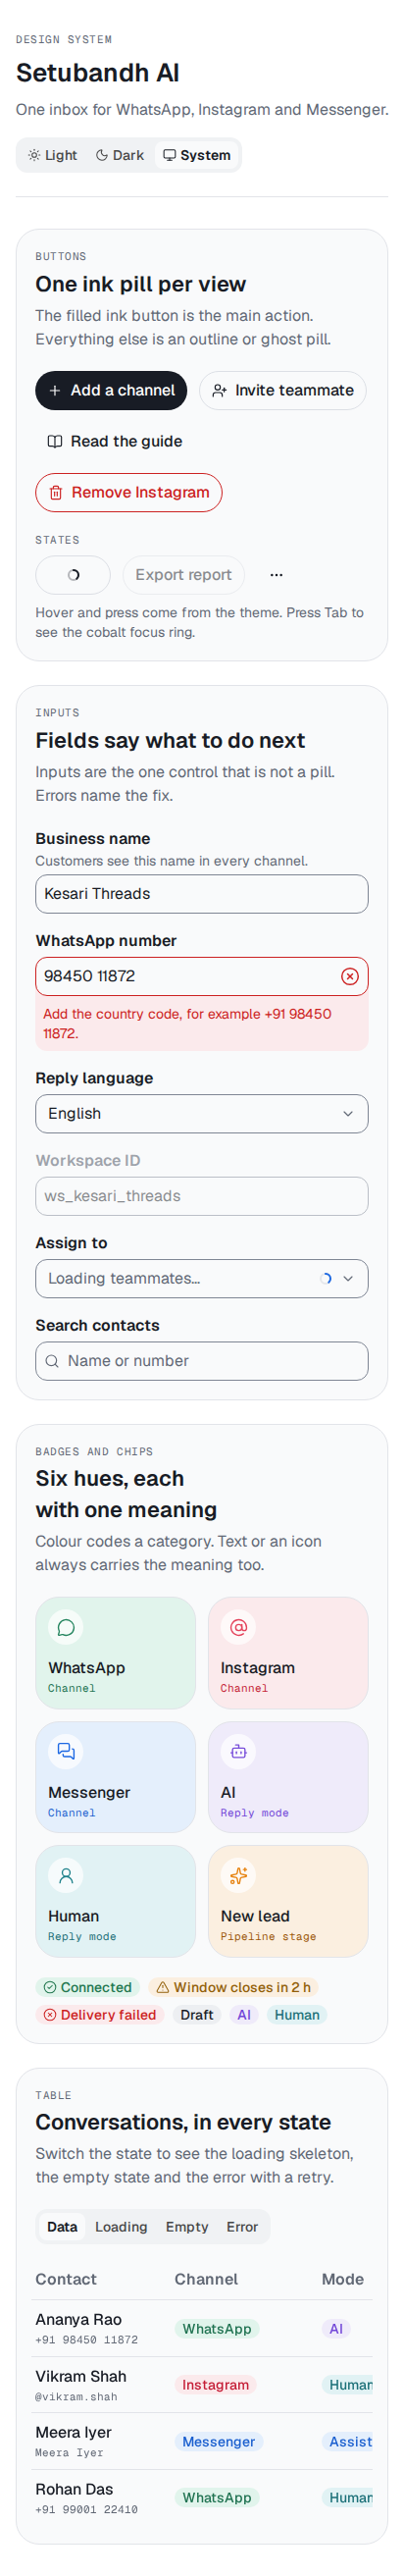 DESIGN SYSTEM
Setubandh AI
One inbox for WhatsApp, Instagram and Messenger.
Light Dark System
BUTTONS
One ink pill per view
The filled ink button is the main action.
Everything else is an outline or ghost pill.
Add a channel Invite teammate
Read the guide
Remove Instagram
STATES
Export report
Hover and press come from the theme. Press Tab to
see the cobalt focus ring.
INPUTS
Fields say what to do next
Inputs are the one control that is not a pill.
Errors name the fix.
Business name
Customers see this name in every channel.
Kesari Threads
WhatsApp number
98450 11872
Add the country code, for example +91 98450
11872.
Reply language
English
Workspace ID
ws_kesari_threads
Assign to
Loading teammates...
Search contacts
Name or number
BADGES AND CHIPS
Six hues, each
with one meaning
Colour codes a category. Text or an icon
always carries the meaning too.
WhatsApp Instagram
Channel Channel
Messenger AI
Channel Reply mode
Human New lead
Reply mode Pipeline stage
Connected Window closes in 2 h
Delivery failed Draft AI Human
TABLE
Conversations, in every state
Switch the state to see the loading skeleton,
the empty state and the error with a retry.
Data Loading Empty Error
Contact Channel Mode
Ananya Rao WhatsApp AI
+91 98450 11872
Vikram Shah Instagram Human
@vikram.shah
Meera Iyer Messenger Assist
Meera Iyer
Rohan Das WhatsApp Human
+91 99001 22410